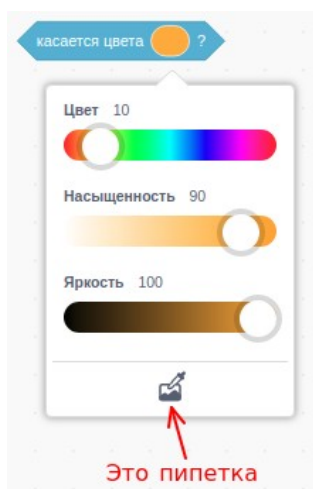 касается цвета ?
Цвет 10
Насыщенность 90
Яркость 100
Это пипетка